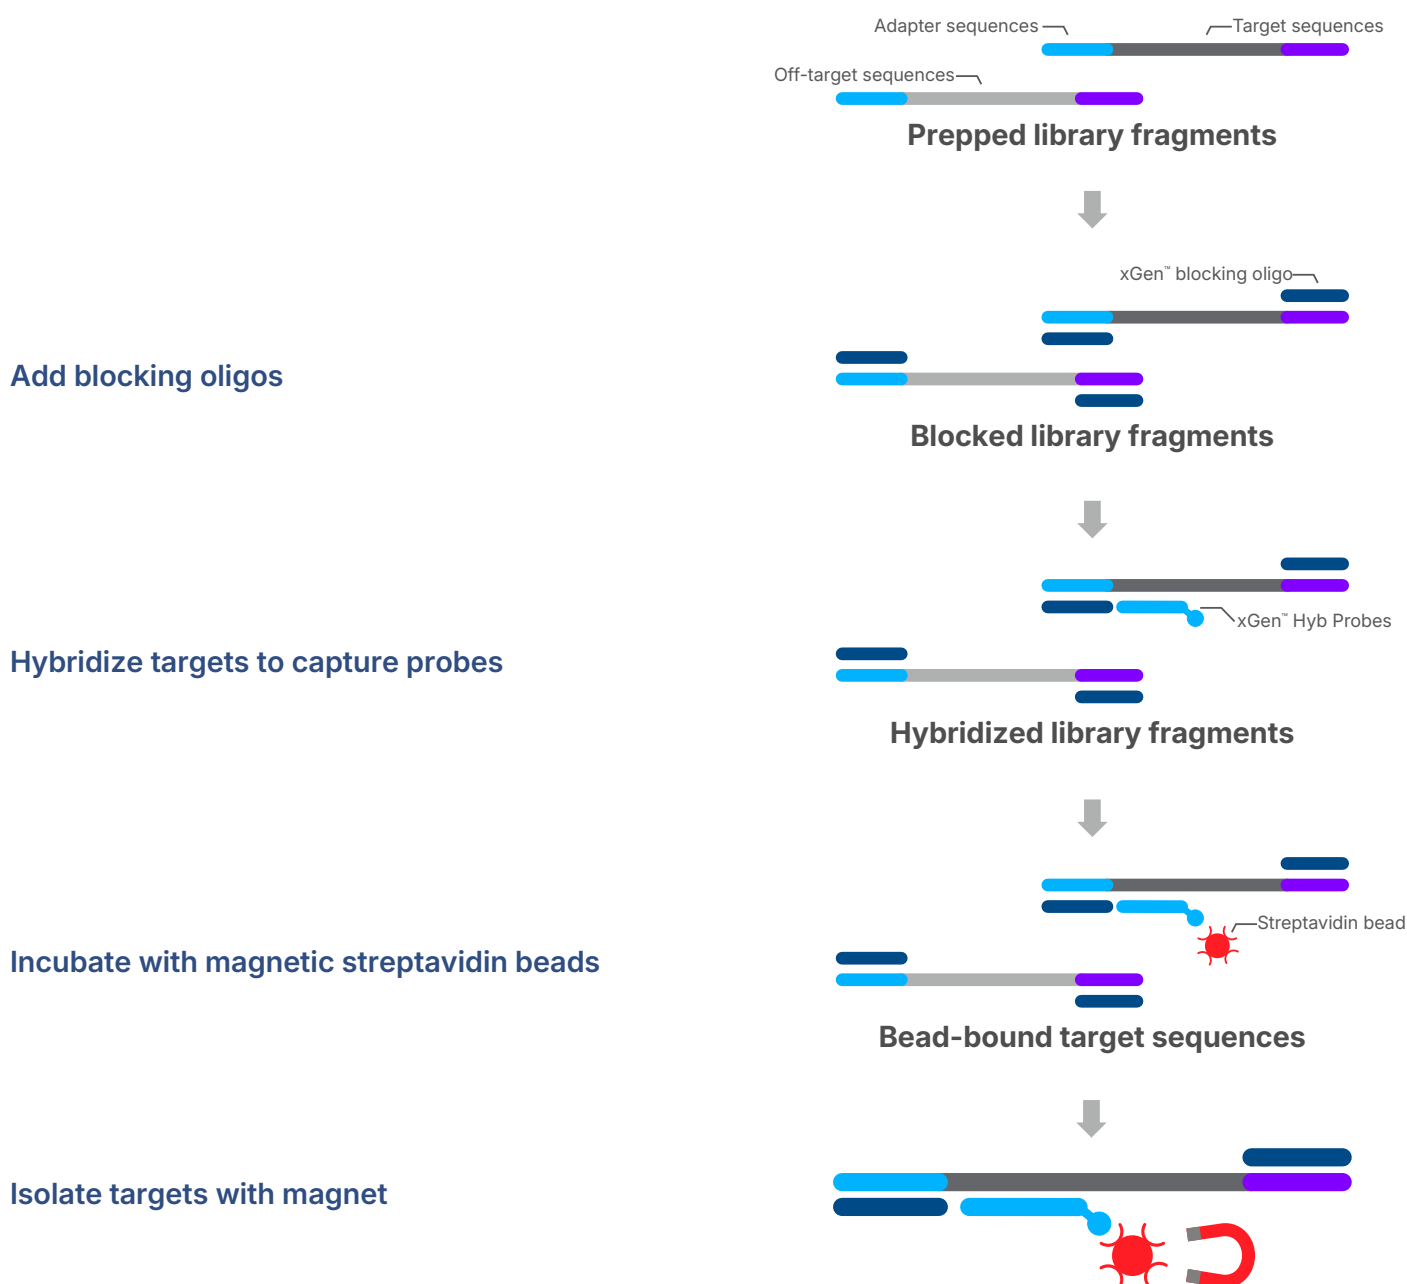 Adapter sequences
Target sequences
Off-target sequences
Prepped library fragments
xGen™ blocking oligo
Add blocking oligos
Blocked library fragments
xGen™ Hyb Probes
Hybridize targets to capture probes
Hybridized library fragments
Streptavidin bead
Incubate with magnetic streptavidin beads
Bead-bound target sequences
Isolate targets with magnet